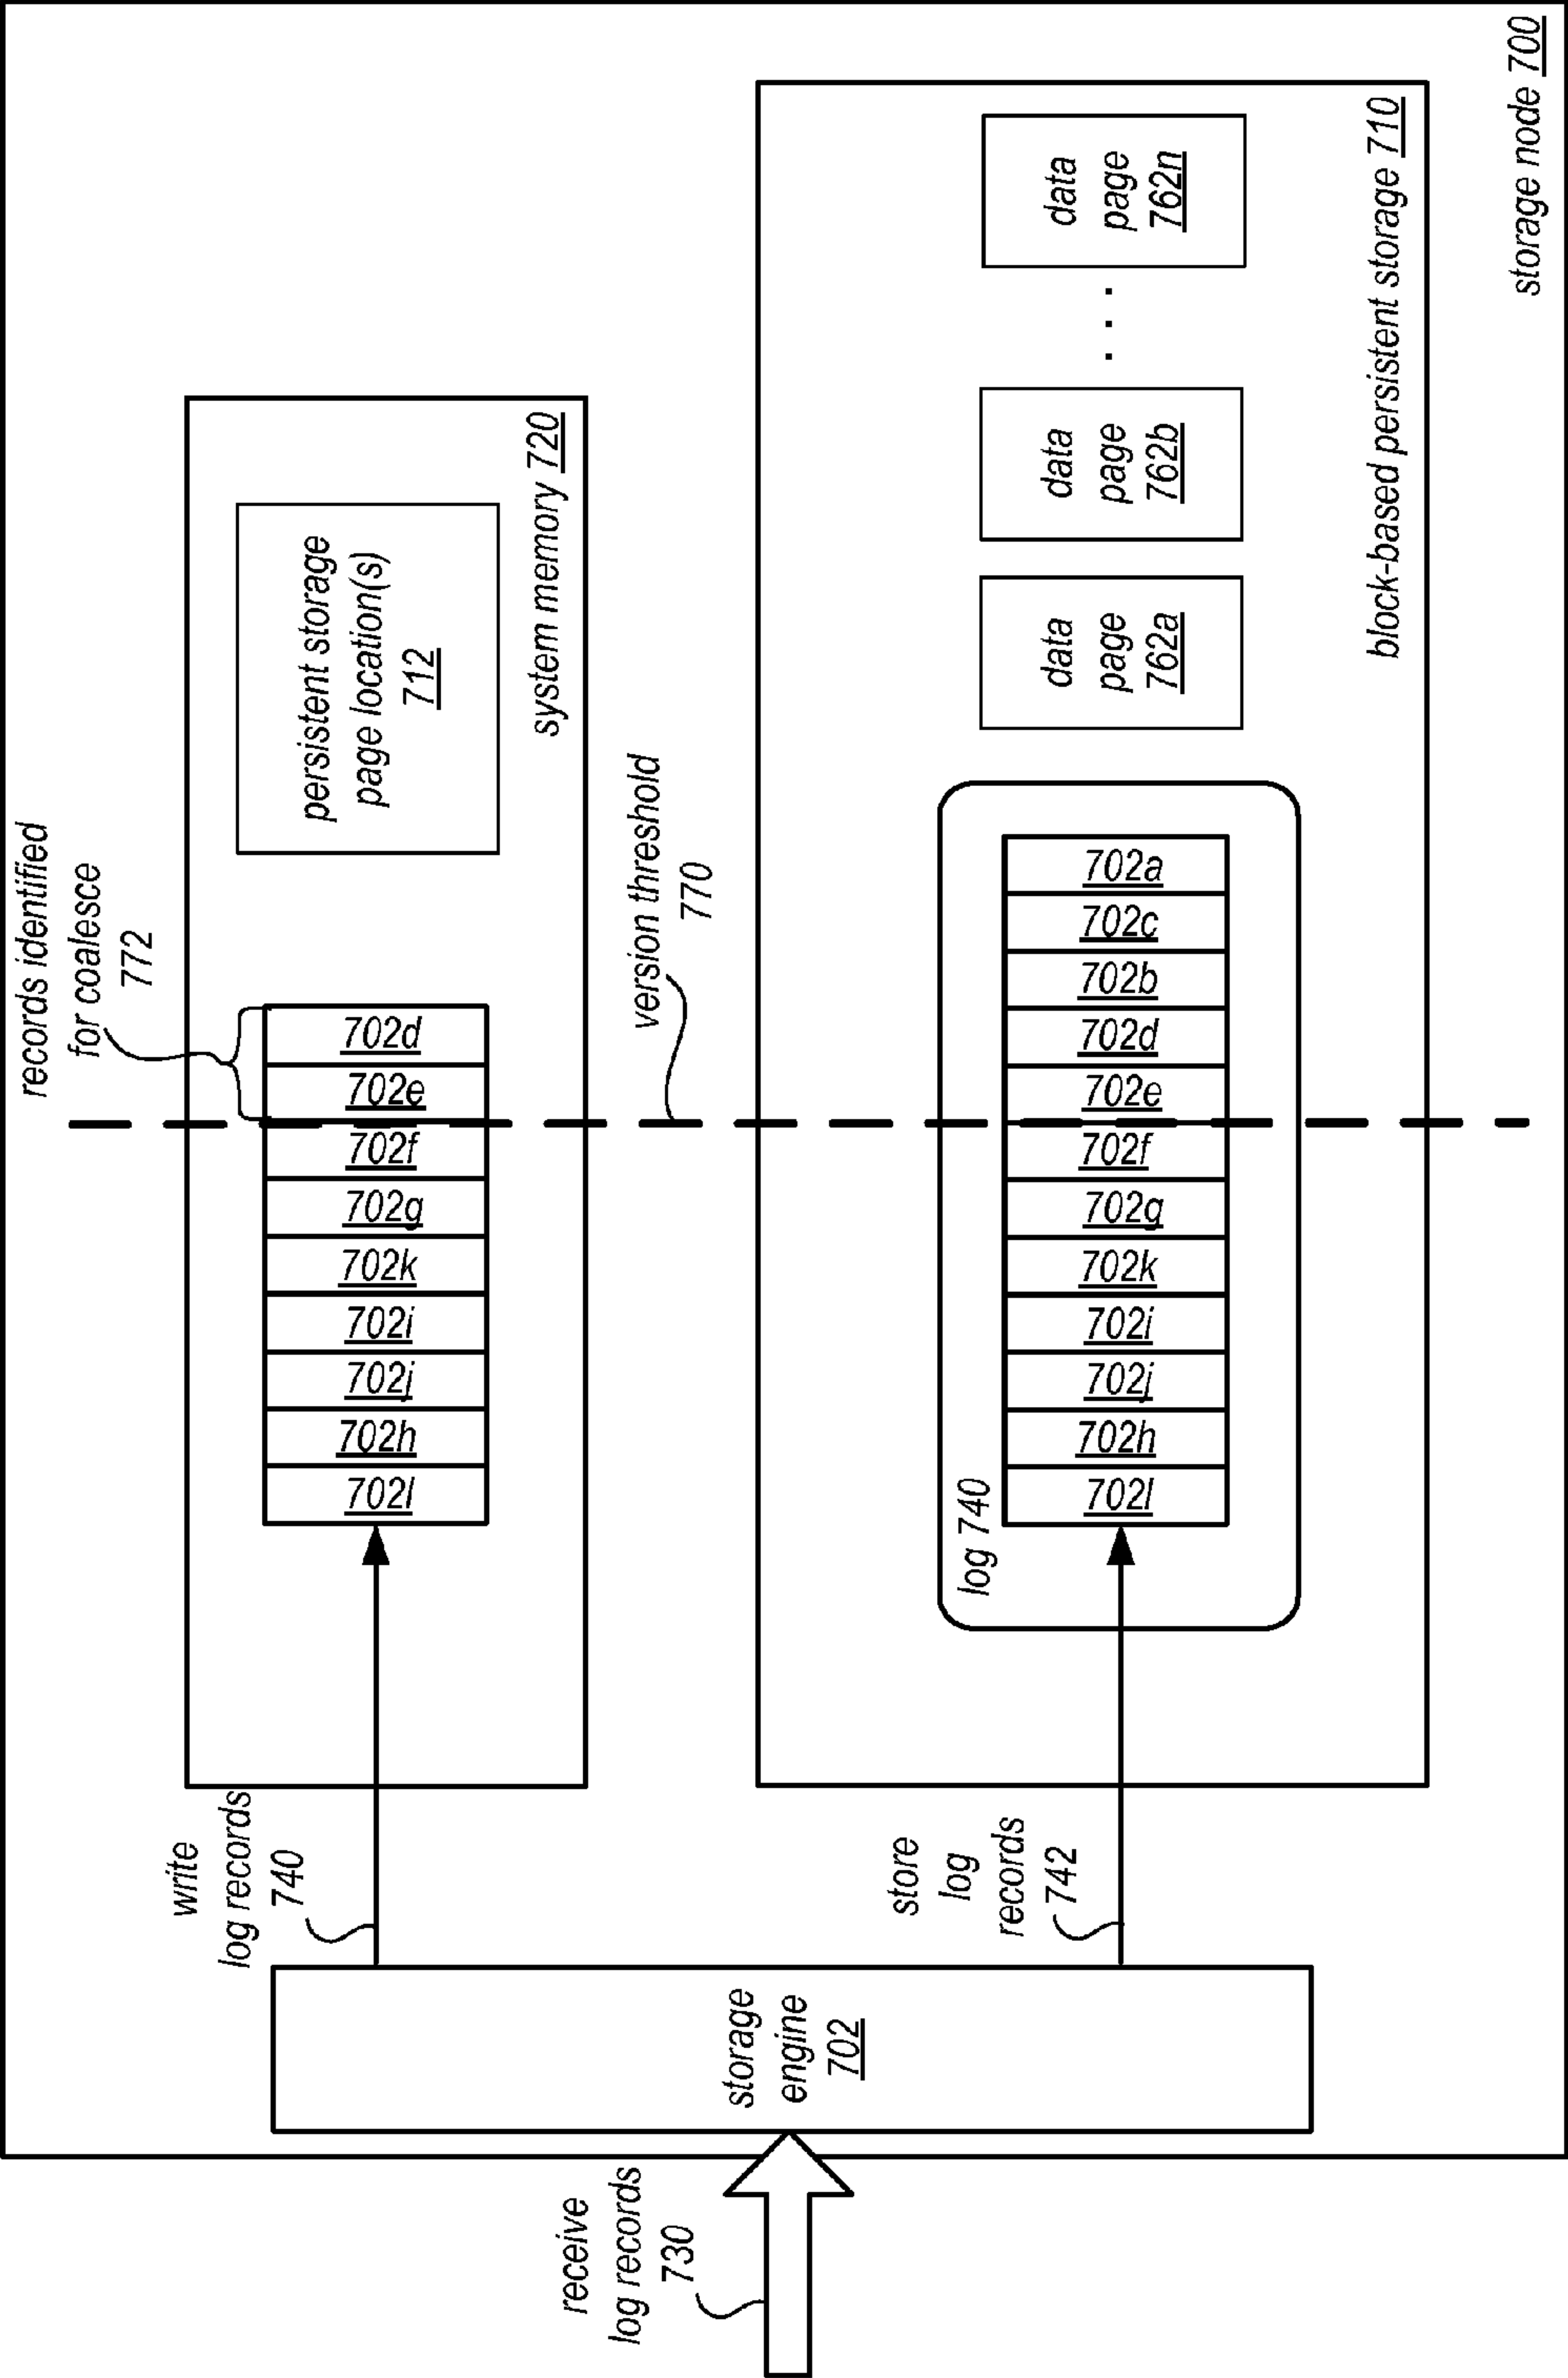 receive
log records
730
storage
engine
702
write
log records
740
store
log
records
742
702l
702h
702j
702i
702k
702g
702f
702e
702d
records identified
for coalesce
772
persistent storage
page location(s)
712
system memory 720
version threshold
770
log 740
702l
702h
702j
702i
702k
702g
702f
702e
702d
702b
702c
702a
data
page
762a
data
page
762b
. . .
data
page
762n
block-based persistent storage 710
storage node 700